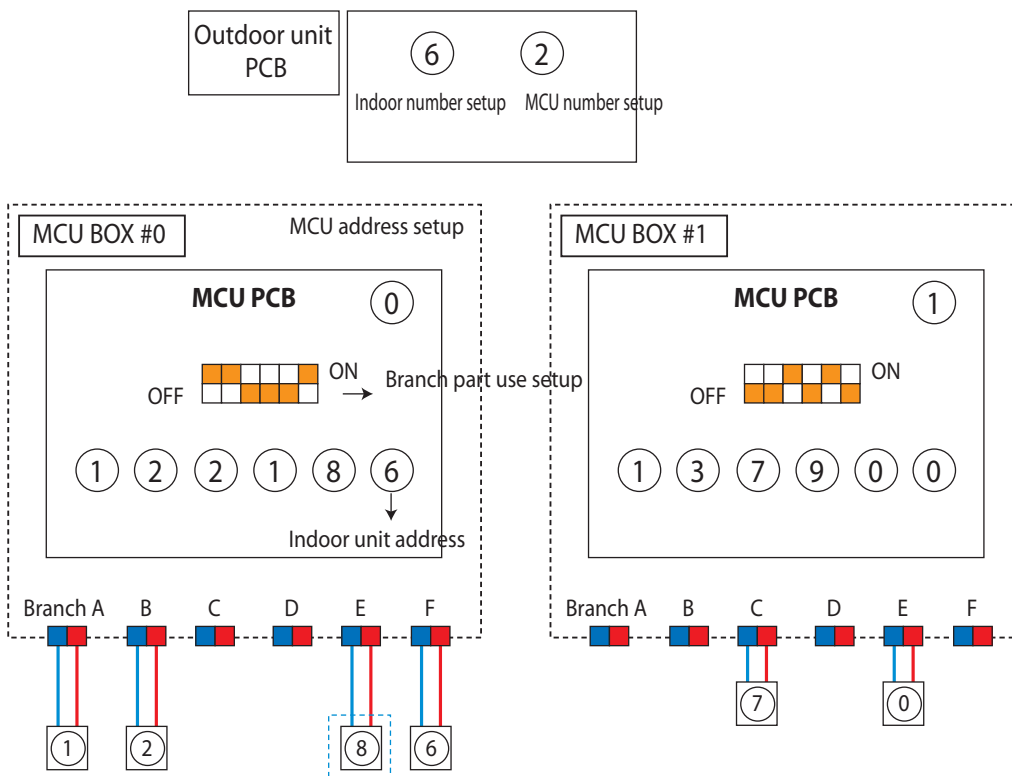 Outdoor unit
PCB
6 2
Indoor number setup MCU number setup
MCU BOX #0
MCU address setup
MCU PCB
0
ON
OFF
Branch part use setup
1 2 2 1 8 6
Indoor unit address
Branch A B C D E F
1 2 8 6
MCU BOX #1
MCU PCB
1
ON
OFF
1 3 7 9 0 0
Branch A B C D E F
7 0